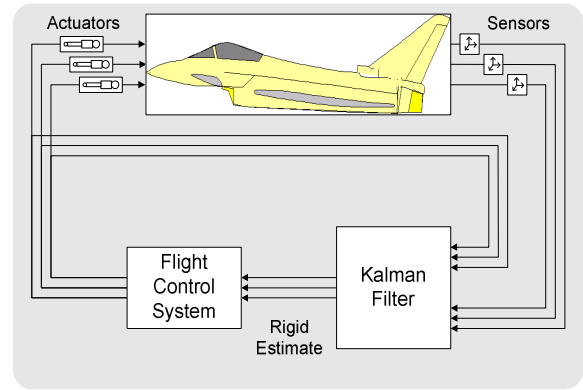 Actuators
Sensors
Flight
Control
System
Kalman
Filter
Rigid
Estimate